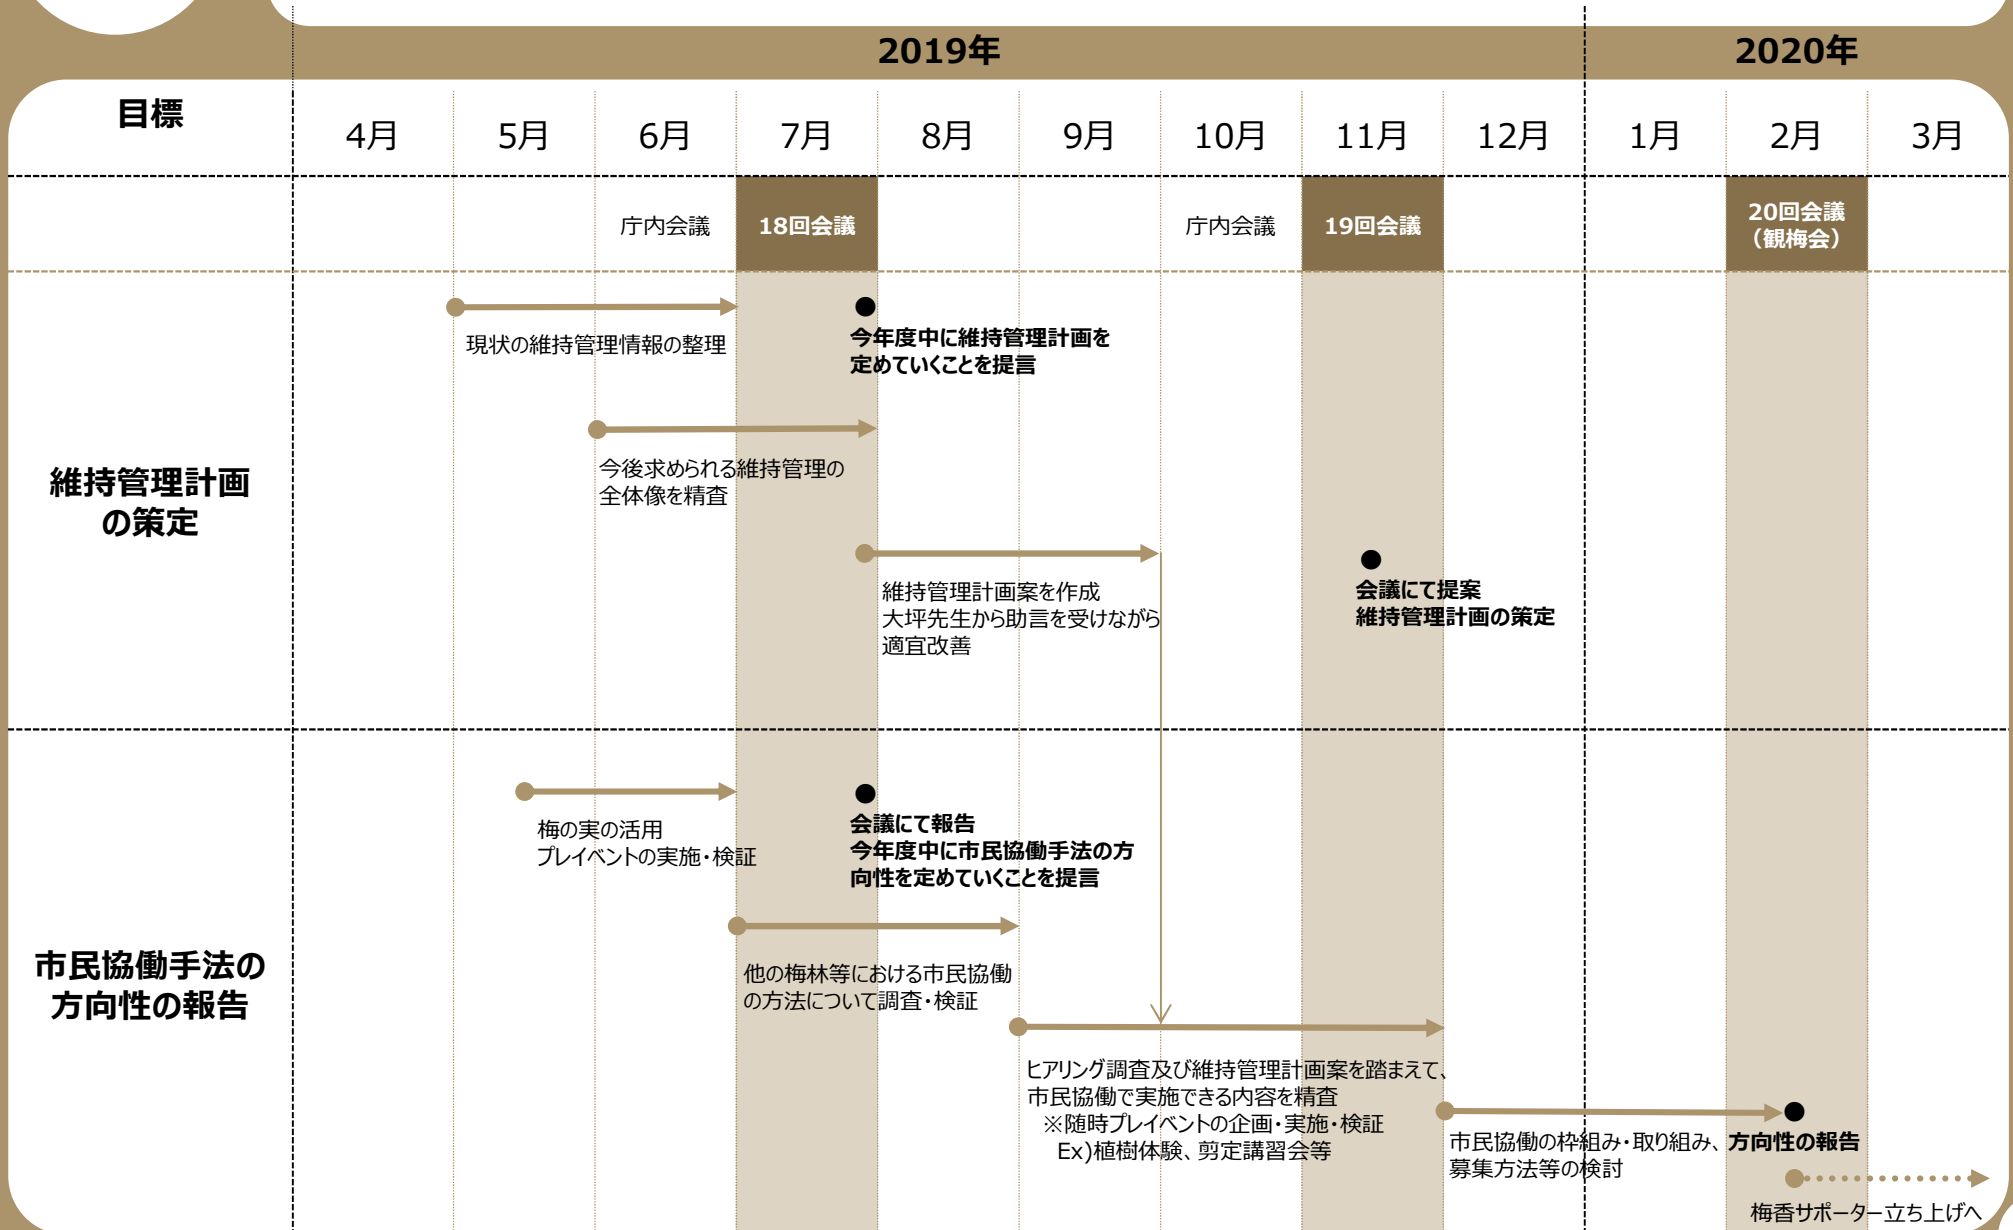 2019年
2020年
目標
4月
5月
6月
7月
8月
9月
10月
11月
12月
1月
2月
3月
庁内会議
18回会議
庁内会議
19回会議
20回会議
（観梅会）
維持管理計画
の策定
現状の維持管理情報の整理
今年度中に維持管理計画を
定めていくことを提言
今後求められる維持管理の
全体像を精査
維持管理計画案を作成
大坪先生から助言を受けながら
適宜改善
会議にて提案
維持管理計画の策定
市民協働手法の
方向性の報告
梅の実の活用
プレイベントの実施・検証
会議にて報告
今年度中に市民協働手法の方
向性を定めていくことを提言
他の梅林等における市民協働
の方法について調査・検証
ヒアリング調査及び維持管理計画案を踏まえて、
市民協働で実施できる内容を精査
※随時プレイベントの企画・実施・検証
Ex)植樹体験、剪定講習会等
市民協働の枠組み・取り組み、
募集方法等の検討
方向性の報告
梅香サポーター立ち上げへ